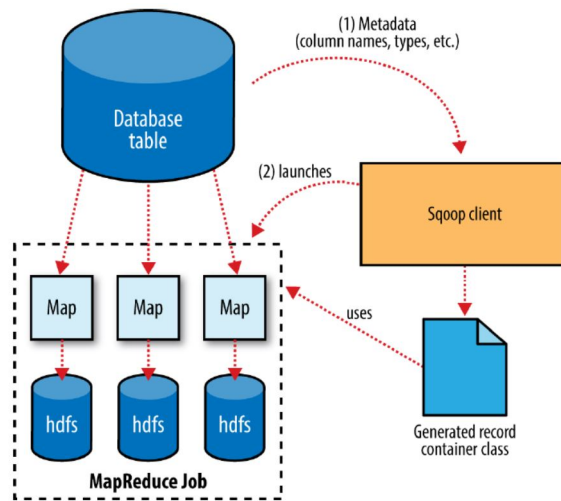 (1) Metadata
(column names, types, etc.)
Database
table
(2) launches
Sqoop client
Map
Map
Map
uses
hdfs
hdfs
hdfs
Generated record
container class
MapReduce Job